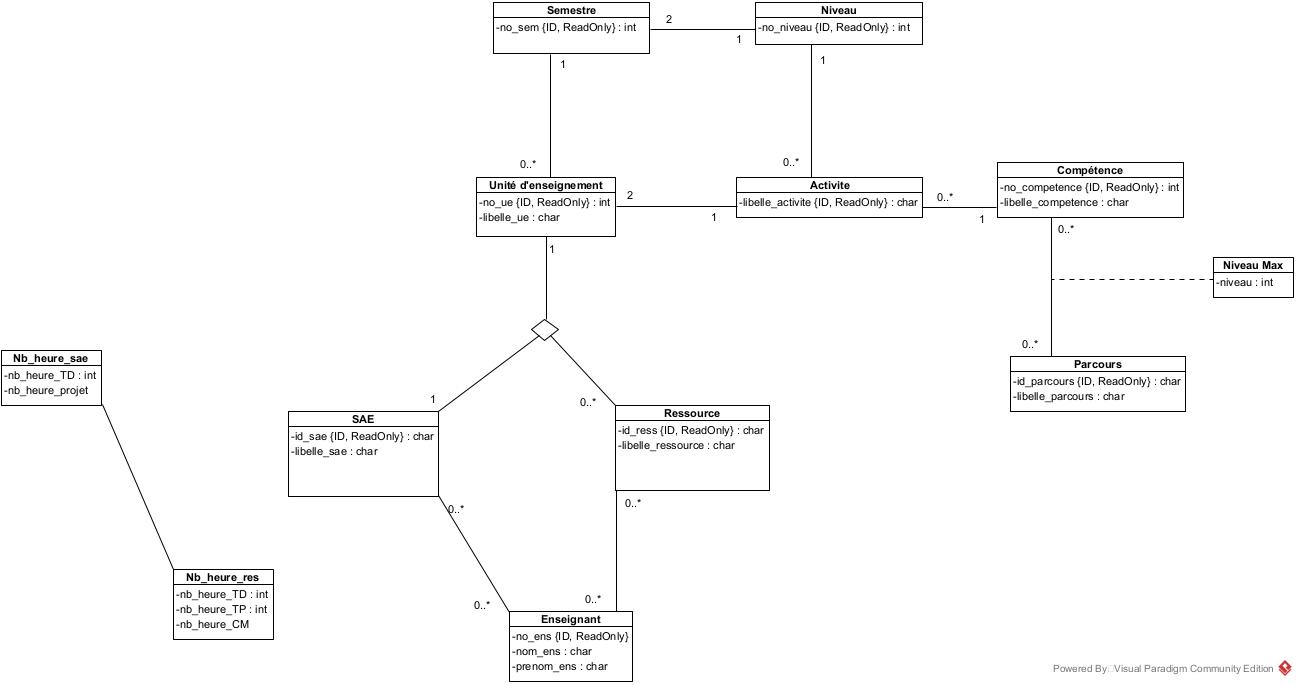 Semestre
-no_sem {ID, ReadOnly} : int
2
1
Niveau
-no_niveau {ID, ReadOnly} : int
1
1
0..*
0..*
Unité d'enseignement
-no_ue {ID, ReadOnly} : int
-libelle_ue : char
2
1
Activite
-libelle_activite {ID, ReadOnly} : char
0..*
1
Compétence
-no_competence {ID, ReadOnly} : int
-libelle_competence : char
0..*
1
Niveau Max
-niveau : int
0..*
Parcours
-id_parcours {ID, ReadOnly} : char
-libelle_parcours : char
Nb_heure_sae
-nb_heure_TD : int
-nb_heure_projet
1
0..*
SAE
-id_sae {ID, ReadOnly} : char
-libelle_sae : char
Ressource
-id_ress {ID, ReadOnly} : char
-libelle_ressource : char
0..*
0..*
Nb_heure_res
-nb_heure_TD : int
-nb_heure_TP : int
-nb_heure_CM
0..*
0..*
Enseignant
-no_ens {ID, ReadOnly}
-nom_ens : char
-prenom_ens : char
Powered By Visual Paradigm Community Edition